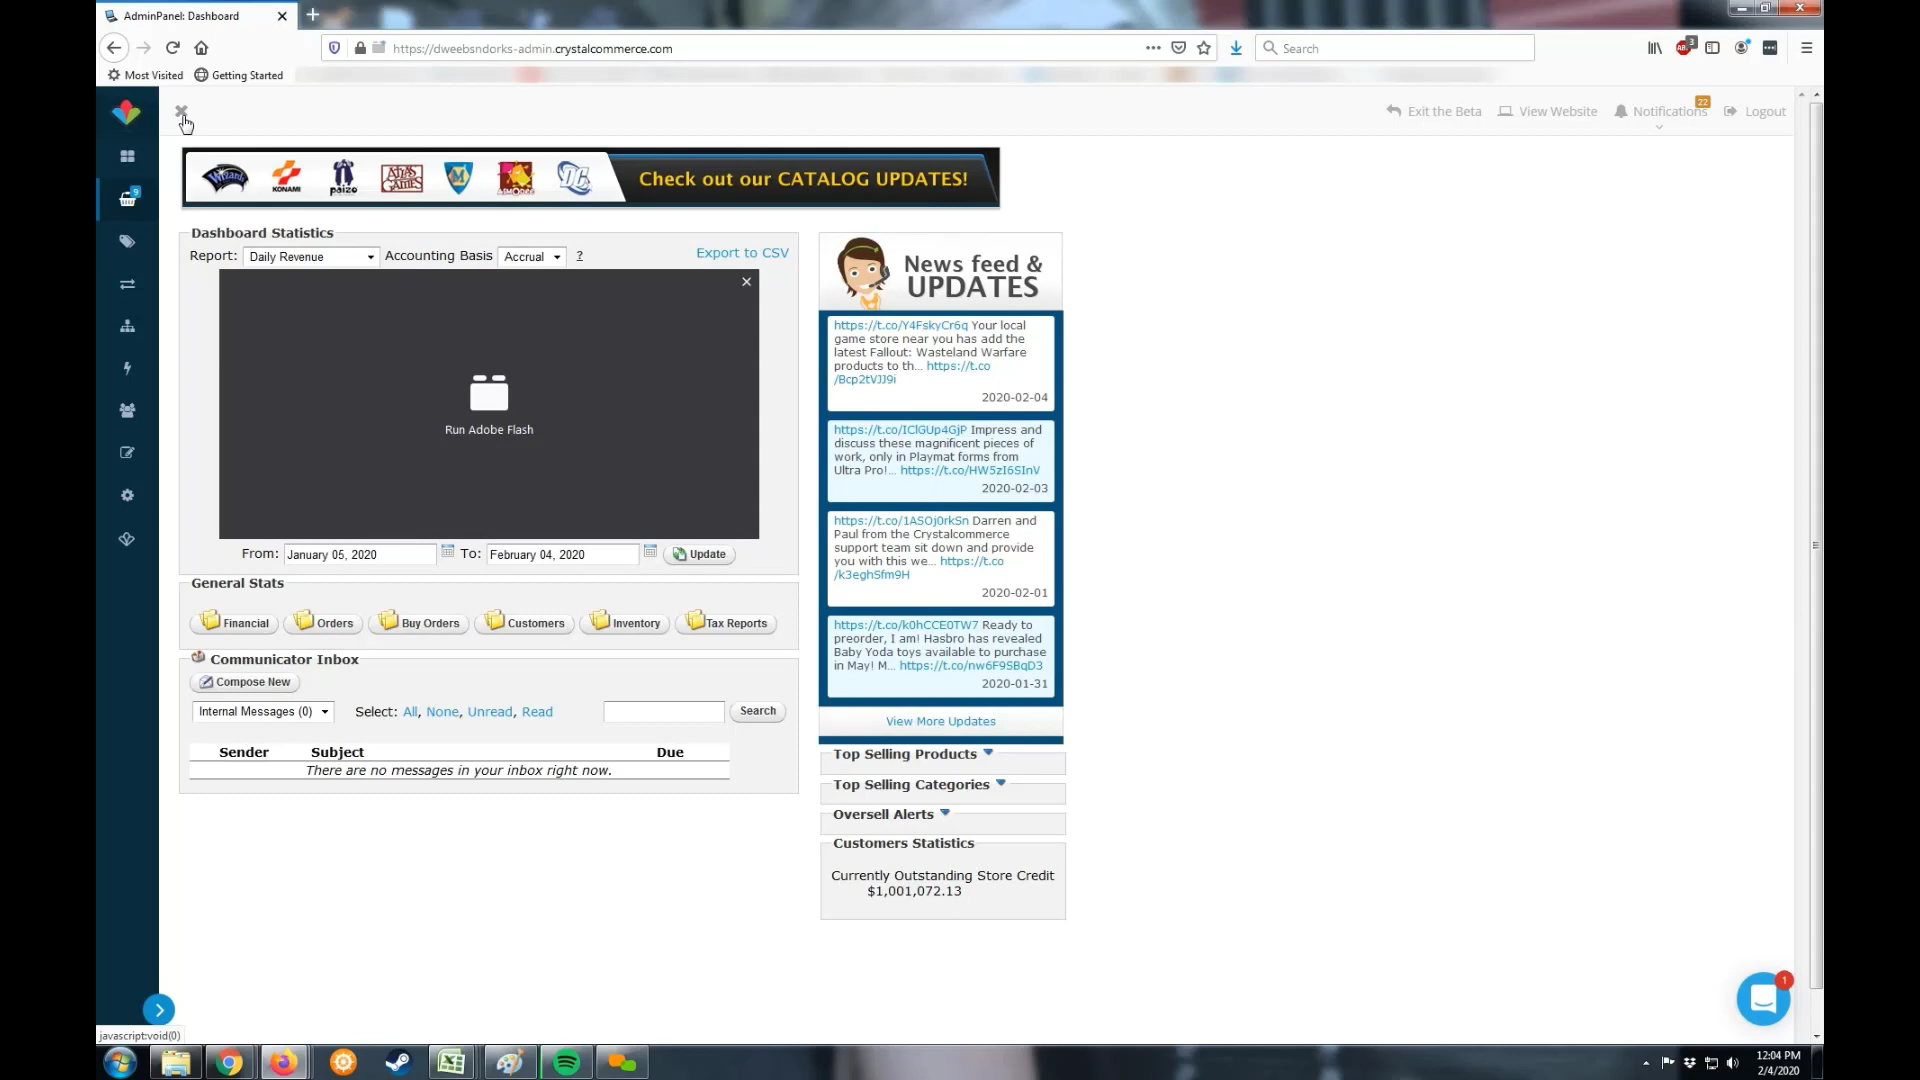 AdminPanel: Dashboard
https://dweebsndorks-admin.crystalcommerce.com
Search
3
Most Visited
Getting Started
Exit the Beta
View Website
Notifications
22
Logout
9
Wizards
KONAMI
paizo
ATLAS GAMES
ASMODEE
DC
Check out our CATALOG UPDATES!
Dashboard Statistics
Report: Daily Revenue Accounting Basis Accrual ?
Export to CSV
Run Adobe Flash
From: January 05, 2020 To: February 04, 2020 Update
General Stats
Financial Orders Buy Orders Customers Inventory Tax Reports
Communicator Inbox
Compose New
Internal Messages (0) Select: All, None, Unread, Read Search
Sender Subject Due
There are no messages in your inbox right now.
News feed &
UPDATES
https://t.co/Y4FskyCr6q Your local
game store near you has add the
latest Fallout: Wasteland Warfare
products to th... https://t.co
/Bcp2tVJJ9i
2020-02-04
https://t.co/IClGUp4GjP Impress and
discuss these magnificent pieces of
work, only in Playmat forms from
Ultra Pro!... https://t.co/HW5zI6SInV
2020-02-03
https://t.co/1ASOj0rkSn Darren and
Paul from the Crystalcommerce
support team sit down and provide
you with this we... https://t.co
/k3eghSfm9H
2020-02-01
https://t.co/k0hCCE0TW7 Ready to
preorder, I am! Hasbro has revealed
Baby Yoda toys available to purchase
in May! M... https://t.co/nw6F9SBqD3
2020-01-31
View More Updates
Top Selling Products
Top Selling Categories
Oversell Alerts
Customers Statistics
Currently Outstanding Store Credit
$1,001,072.13
1
javascript:void(0)
12:04 PM
2/4/2020